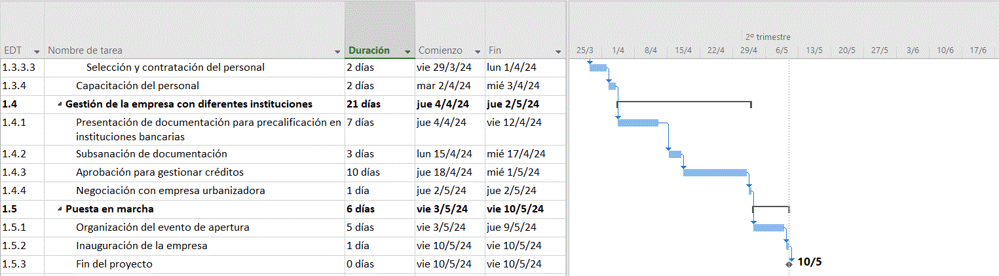 2º trimestre
EDT Nombre de tarea Duración Comienzo Fin 25/3 1/4 8/4 15/4 22/4 29/4 6/5 13/5 20/5 27/5 3/6 10/6 17/6
1.3.3.3 Selección y contratación del personal 2 días vie 29/3/24 lun 1/4/24
1.3.4 Capacitación del personal 2 días mar 2/4/24 mié 3/4/24
1.4 Gestión de la empresa con diferentes instituciones 21 días jue 4/4/24 jue 2/5/24
1.4.1 Presentación de documentación para precalificación en 7 días jue 4/4/24 vie 12/4/24
instituciones bancarias
1.4.2 Subsanación de documentación 3 días lun 15/4/24 mié 17/4/24
1.4.3 Aprobación para gestionar créditos 10 días jue 18/4/24 mié 1/5/24
1.4.4 Negociación con empresa urbanizadora 1 día jue 2/5/24 jue 2/5/24
1.5 Puesta en marcha 6 días vie 3/5/24 vie 10/5/24
1.5.1 Organización del evento de apertura 5 días vie 3/5/24 jue 9/5/24
1.5.2 Inauguración de la empresa 1 día vie 10/5/24 vie 10/5/24
1.5.3 Fin del proyecto 0 días vie 10/5/24 vie 10/5/24 10/5